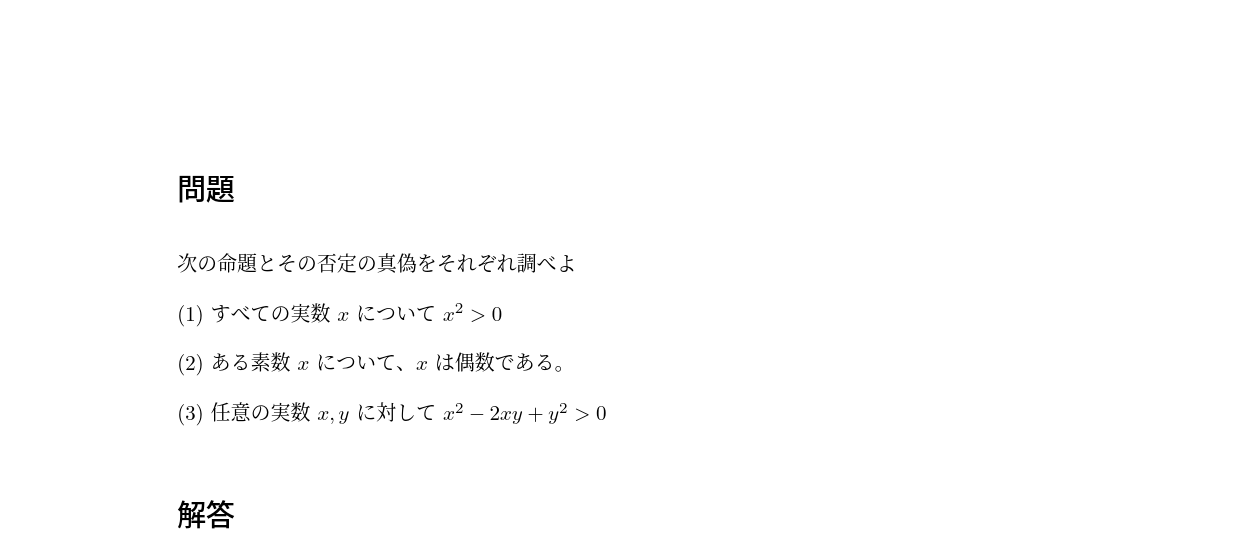 問題
次の命題とその否定の真偽をそれぞれ調べよ
(1) すべての実数 x について x² > 0
(2) ある素数 x について、x は偶数である。
(3) 任意の実数 x, y に対して x² − 2xy + y² > 0
解答